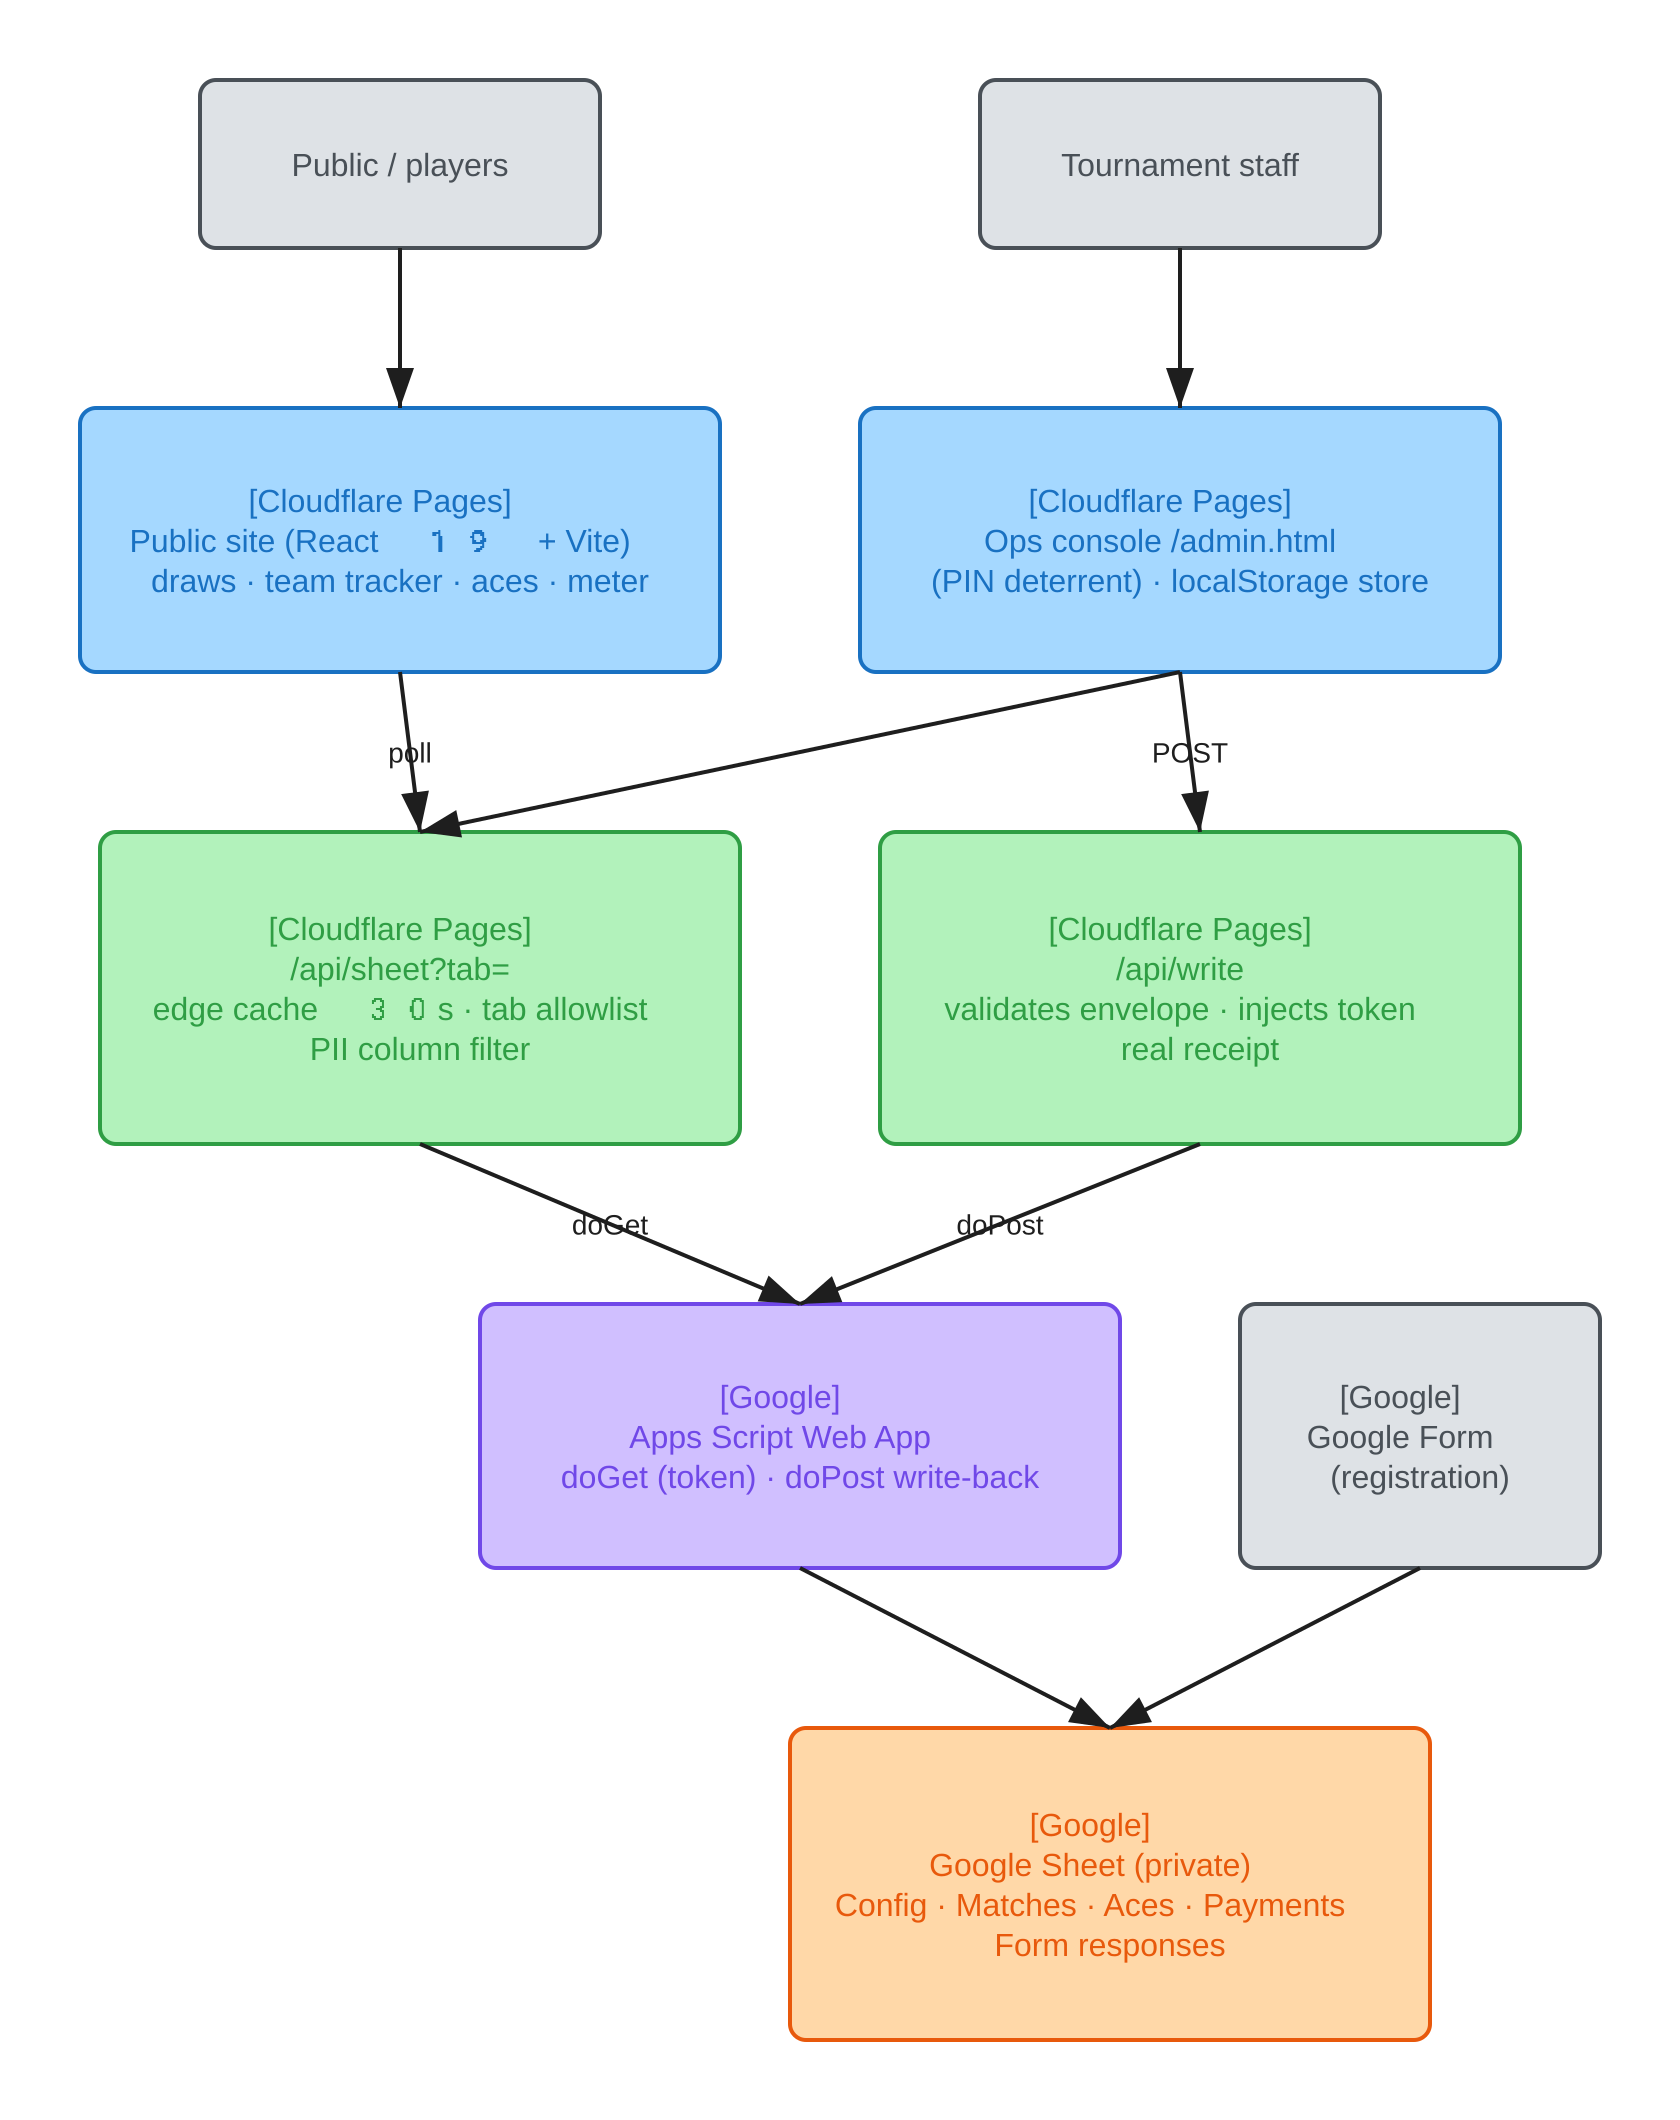 Public / players
Tournament staff
[Cloudflare Pages]
Public site (React 19 + Vite)
draws · team tracker · aces · meter
[Cloudflare Pages]
Ops console /admin.html
(PIN deterrent) · localStorage store
poll
POST
[Cloudflare Pages]
/api/sheet?tab=
edge cache 30s · tab allowlist
PII column filter
[Cloudflare Pages]
/api/write
validates envelope · injects token
real receipt
doGet
doPost
[Google]
Apps Script Web App
doGet (token) · doPost write-back
[Google]
Google Form
(registration)
[Google]
Google Sheet (private)
Config · Matches · Aces · Payments
Form responses